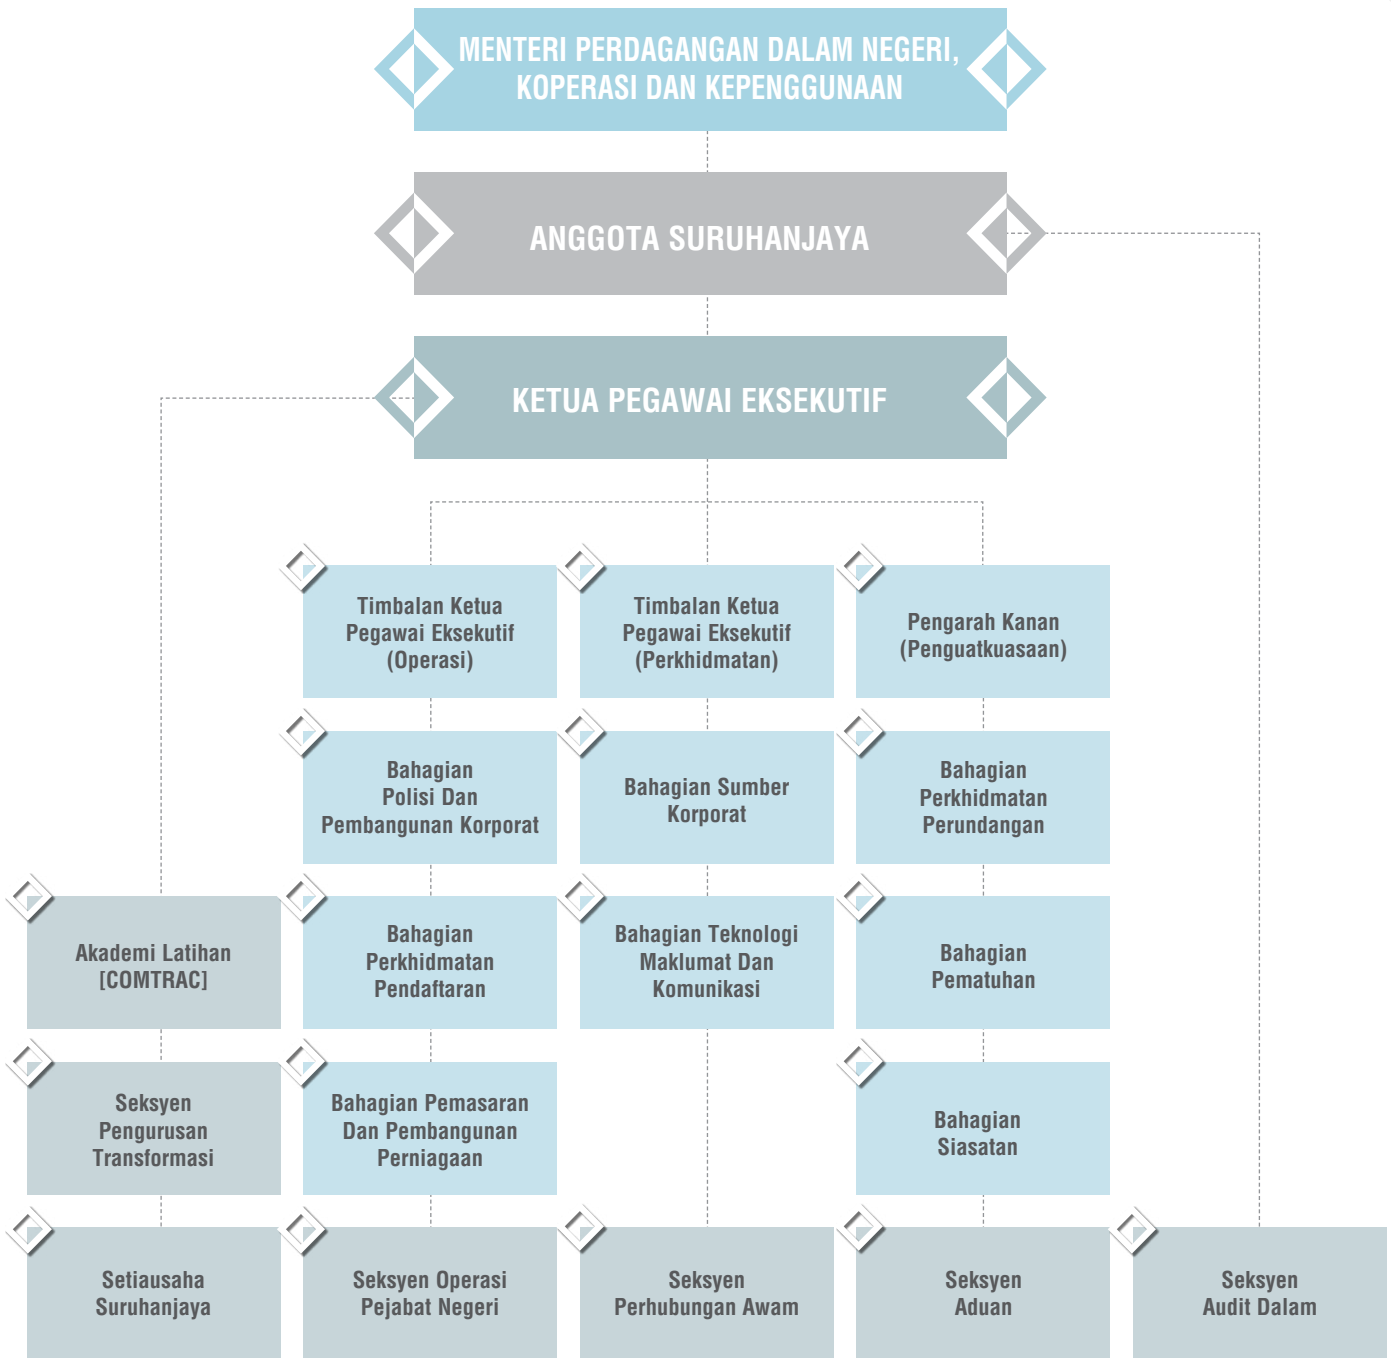 MENTERI PERDAGANGAN DALAM NEGERI,
KOPERASI DAN KEPENGGUNAAN
ANGGOTA SURUHANJAYA
KETUA PEGAWAI EKSEKUTIF
Timbalan Ketua
Pegawai Eksekutif
(Operasi)
Timbalan Ketua
Pegawai Eksekutif
(Perkhidmatan)
Pengarah Kanan
(Penguatkuasaan)
Bahagian
Polisi Dan
Pembangunan Korporat
Bahagian Sumber
Korporat
Bahagian
Perkhidmatan
Perundangan
Akademi Latihan
[COMTRAC]
Bahagian
Perkhidmatan
Pendaftaran
Bahagian Teknologi
Maklumat Dan
Komunikasi
Bahagian
Pematuhan
Seksyen
Pengurusan
Transformasi
Bahagian Pemasaran
Dan Pembangunan
Perniagaan
Bahagian
Siasatan
Setiausaha
Suruhanjaya
Seksyen Operasi
Pejabat Negeri
Seksyen
Perhubungan Awam
Seksyen
Aduan
Seksyen
Audit Dalam